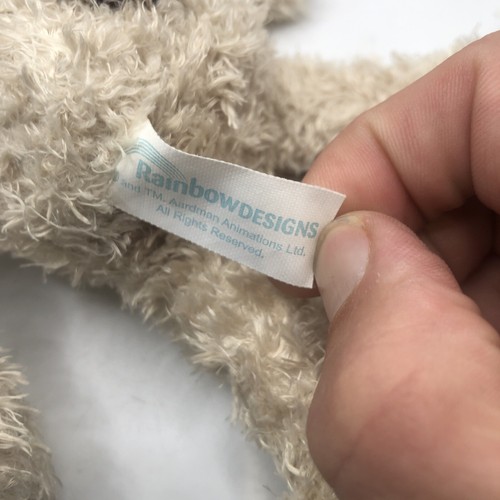 RainbowDESIGNS
and TM. Aardman Animations Ltd.
All Rights Reserved.